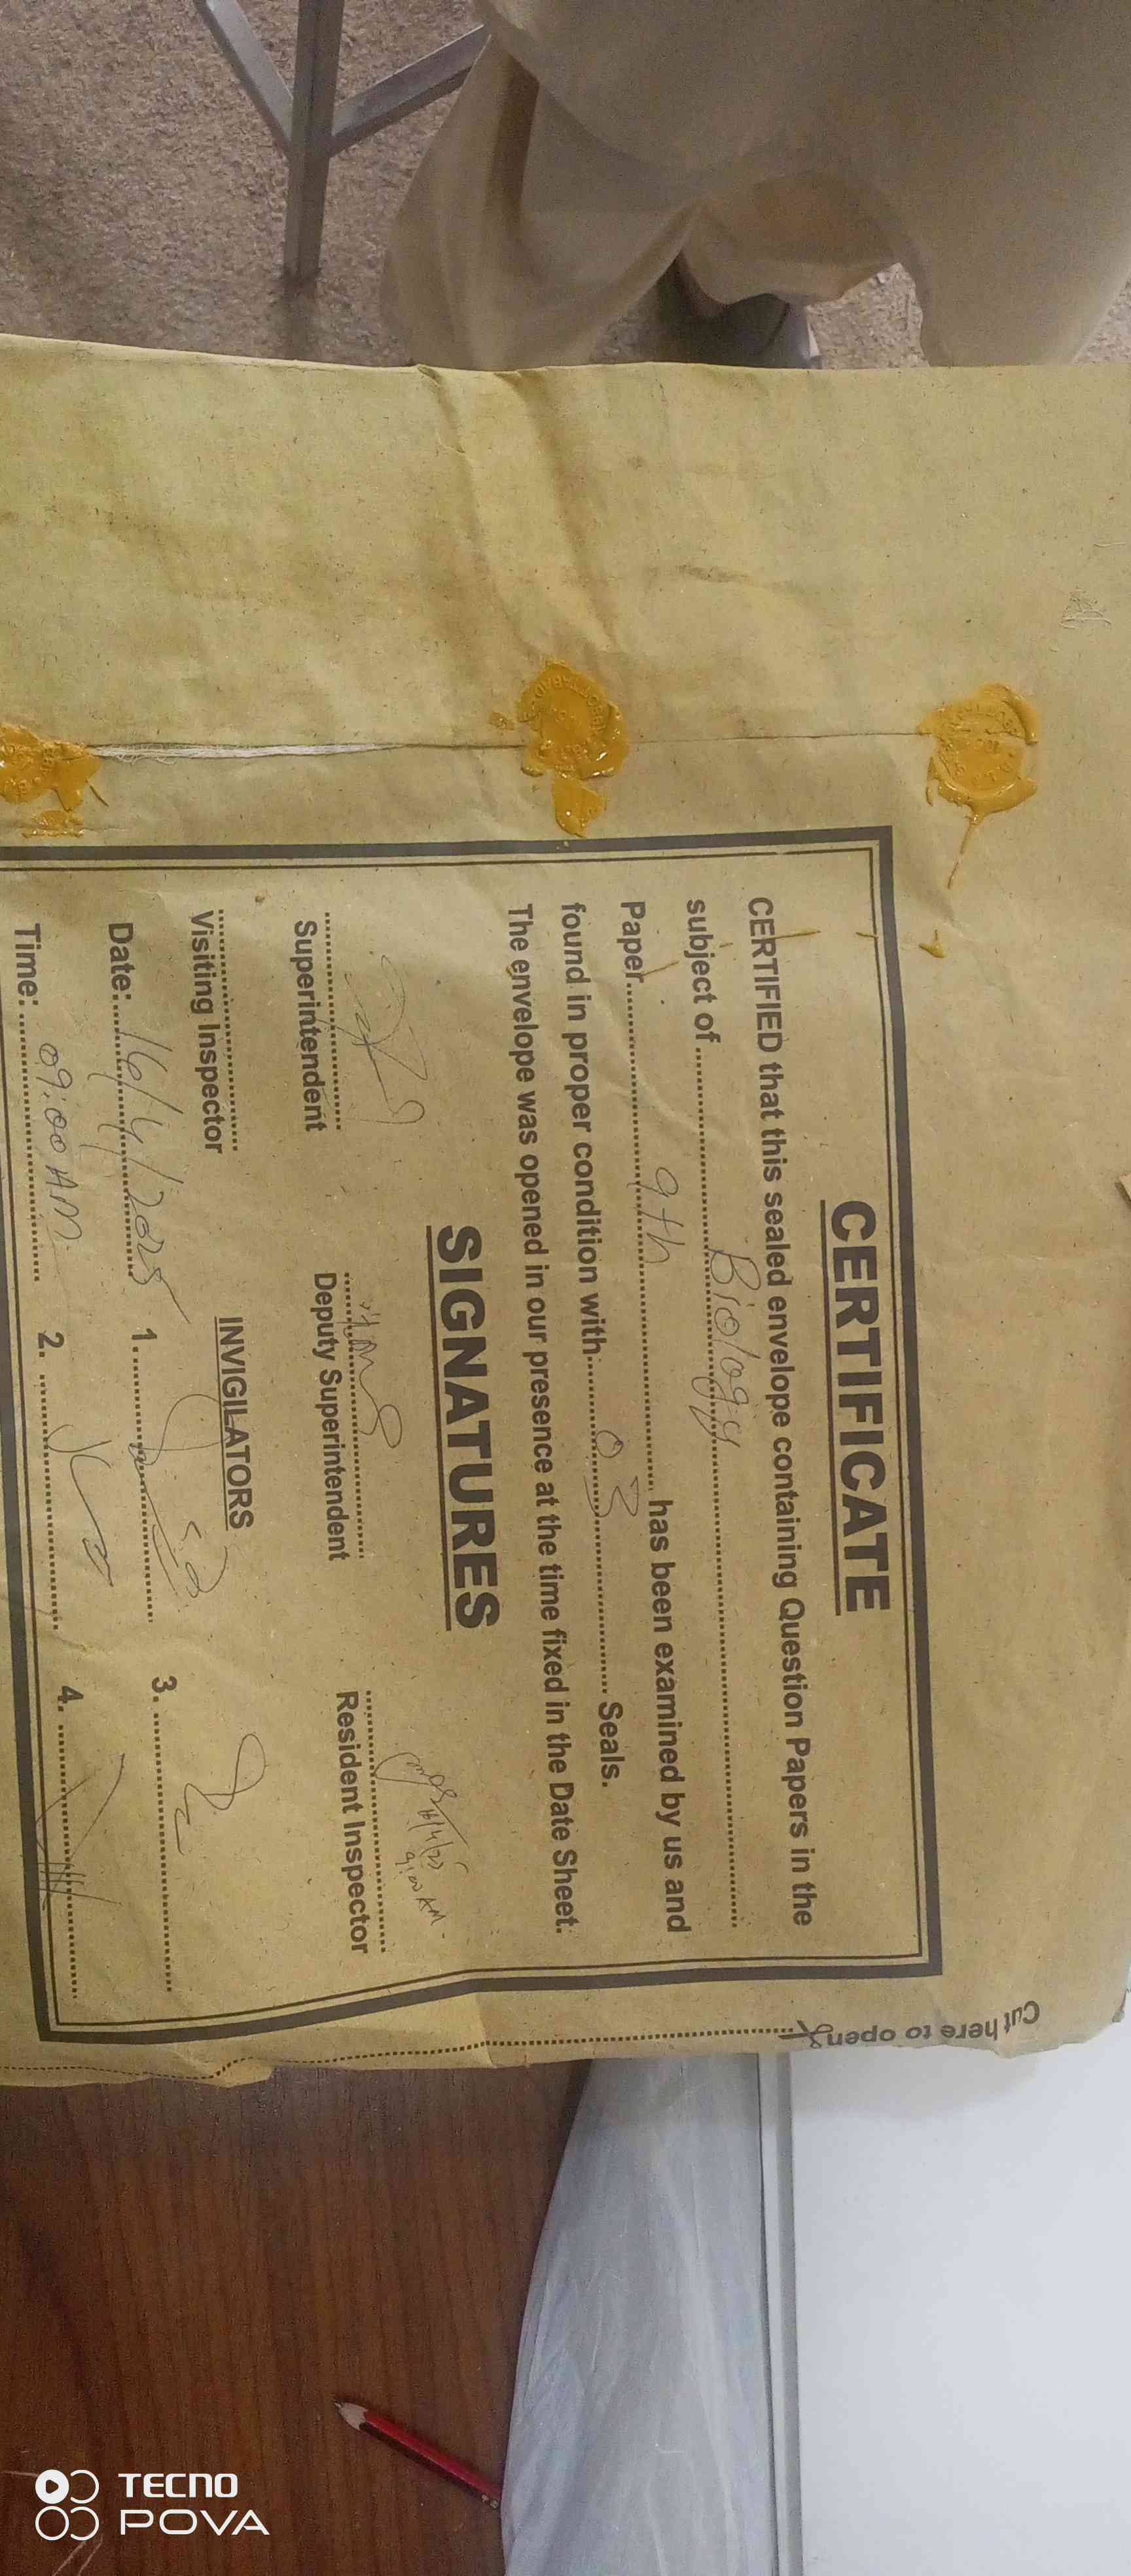 CERTIFICATE
CERTIFIED that this sealed envelope containing Question Papers in the
subject of Biology
Paper 9th has been examined by us and
found in proper condition with 03 Seals.
The envelope was opened in our presence at the time fixed in the Date Sheet.
SIGNATURES
16/4/25
9:00 AM
Superintendent
Deputy Superintendent
Resident Inspector
Visiting Inspector
INVIGILATORS
Date: 16/4/2025
1.
3.
Time: 09:00 AM
2.
4.
Cut here to open
TECNO
POVA